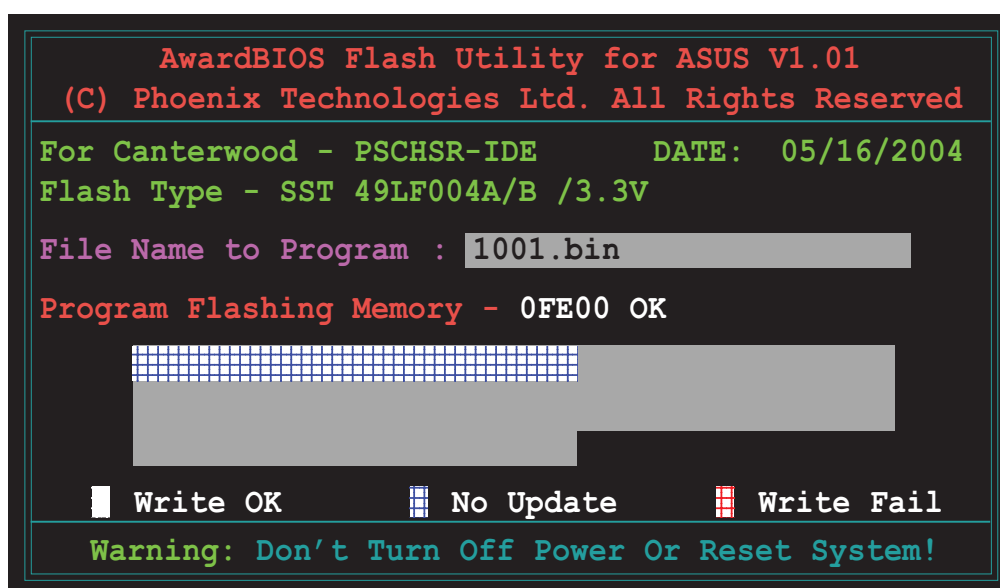 AwardBIOS Flash Utility for ASUS V1.01
(C) Phoenix Technologies Ltd. All Rights Reserved
For Canterwood - PSCHSR-IDE DATE: 05/16/2004
Flash Type - SST 49LF004A/B /3.3V
File Name to Program : 1001.bin
Program Flashing Memory - 0FE00 OK
Write OK No Update Write Fail
Warning: Don't Turn Off Power Or Reset System!